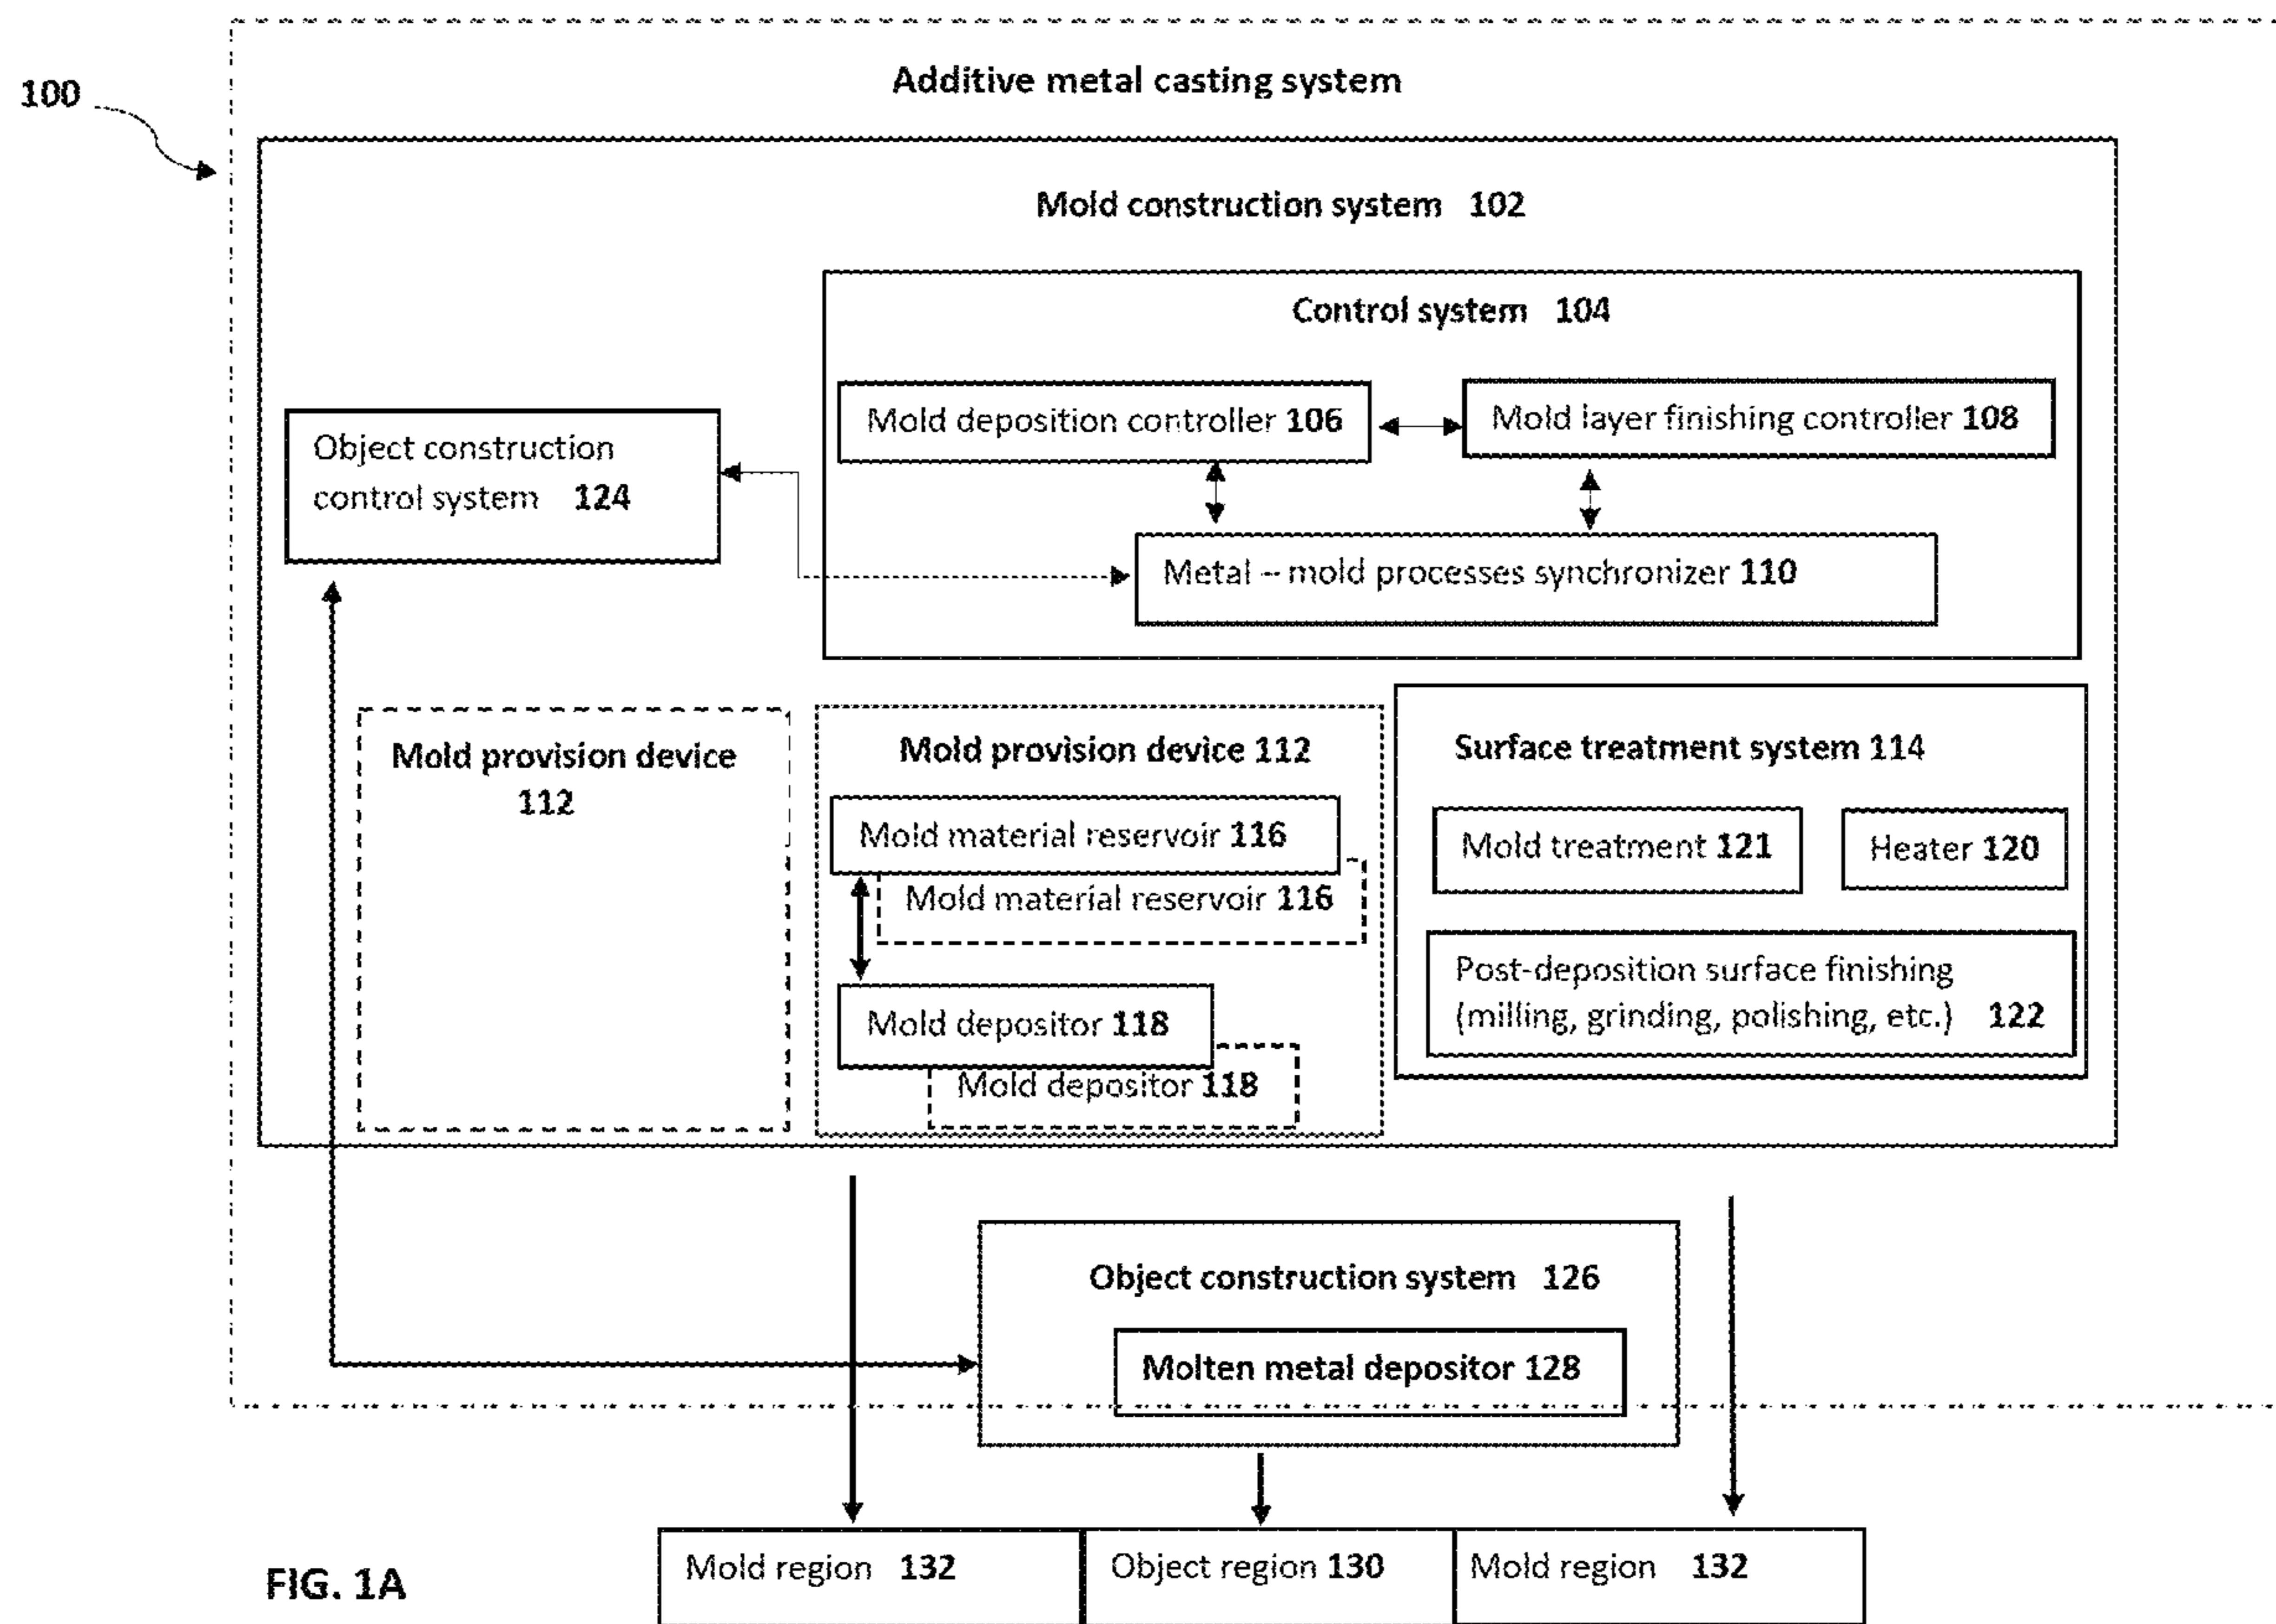 100
Additive metal casting system
Mold construction system 102
Control system 104
Mold deposition controller 106
Mold layer finishing controller 108
Object construction
control system 124
Metal – mold processes synchronizer 110
Mold provision device
112
Mold provision device 112
Mold material reservoir 116
Mold material reservoir 116
Mold depositor 118
Mold depositor 118
Surface treatment system 114
Mold treatment 121
Heater 120
Post-deposition surface finishing
(milling, grinding, polishing, etc.) 122
Object construction system 126
Molten metal depositor 128
Mold region 132
Object region 130
Mold region 132
FIG. 1A